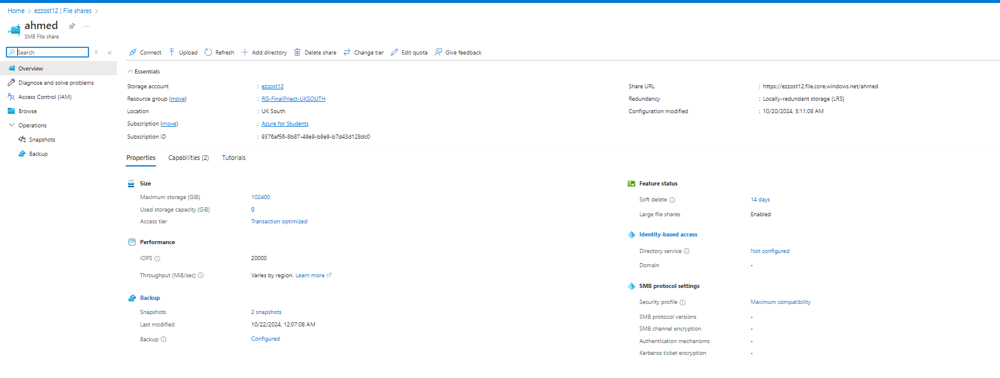 Home > ezzost12 | File shares >
ahmed
SMB File share
Search
Overview
Diagnose and solve problems
Access Control (IAM)
Browse
Operations
Snapshots
Backup
Connect Upload Refresh Add directory Delete share Change tier Edit quota Give feedback
Essentials
Storage account : ezzost12
Resource group (move) : RG-FinalPrject-UKSOUTH
Location : UK South
Subscription (move) : Azure for Students
Subscription ID : 9376af56-8b87-49e9-b9e9-b7d43d128dc0
Share URL : https://ezzost12.file.core.windows.net/ahmed
Redundancy : Locally-redundant storage (LRS)
Configuration modified : 10/20/2024, 5:11:08 AM
Properties Capabilities (2) Tutorials
Size
Maximum storage (GiB) 102400
Used storage capacity (GiB) 0
Access tier Transaction optimized
Performance
IOPS 20000
Throughput (MiB/sec) Varies by region. Learn more
Backup
Snapshots 2 snapshots
Last modified 10/22/2024, 12:07:08 AM
Backup Configured
Feature status
Soft delete 14 days
Large file shares Enabled
Identity-based access
Directory service Not configured
Domain -
SMB protocol settings
Security profile Maximum compatibility
SMB protocol versions -
SMB channel encryption -
Authentication mechanisms -
Kerberos ticket encryption -